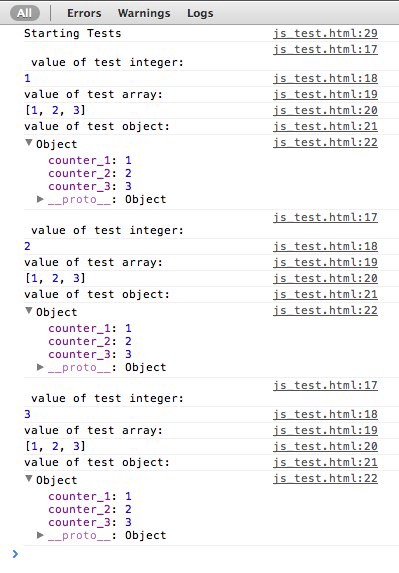 All Errors Warnings Logs
Starting Tests js_test.html:29
js_test.html:17
value of test integer:
1 js_test.html:18
value of test array: js_test.html:19
[1, 2, 3] js_test.html:20
value of test object: js_test.html:21
▼Object js_test.html:22
counter_1: 1
counter_2: 2
counter_3: 3
▶__proto__: Object
js_test.html:17
value of test integer:
2 js_test.html:18
value of test array: js_test.html:19
[1, 2, 3] js_test.html:20
value of test object: js_test.html:21
▼Object js_test.html:22
counter_1: 1
counter_2: 2
counter_3: 3
▶__proto__: Object
js_test.html:17
value of test integer:
3 js_test.html:18
value of test array: js_test.html:19
[1, 2, 3] js_test.html:20
value of test object: js_test.html:21
▼Object js_test.html:22
counter_1: 1
counter_2: 2
counter_3: 3
▶__proto__: Object
>